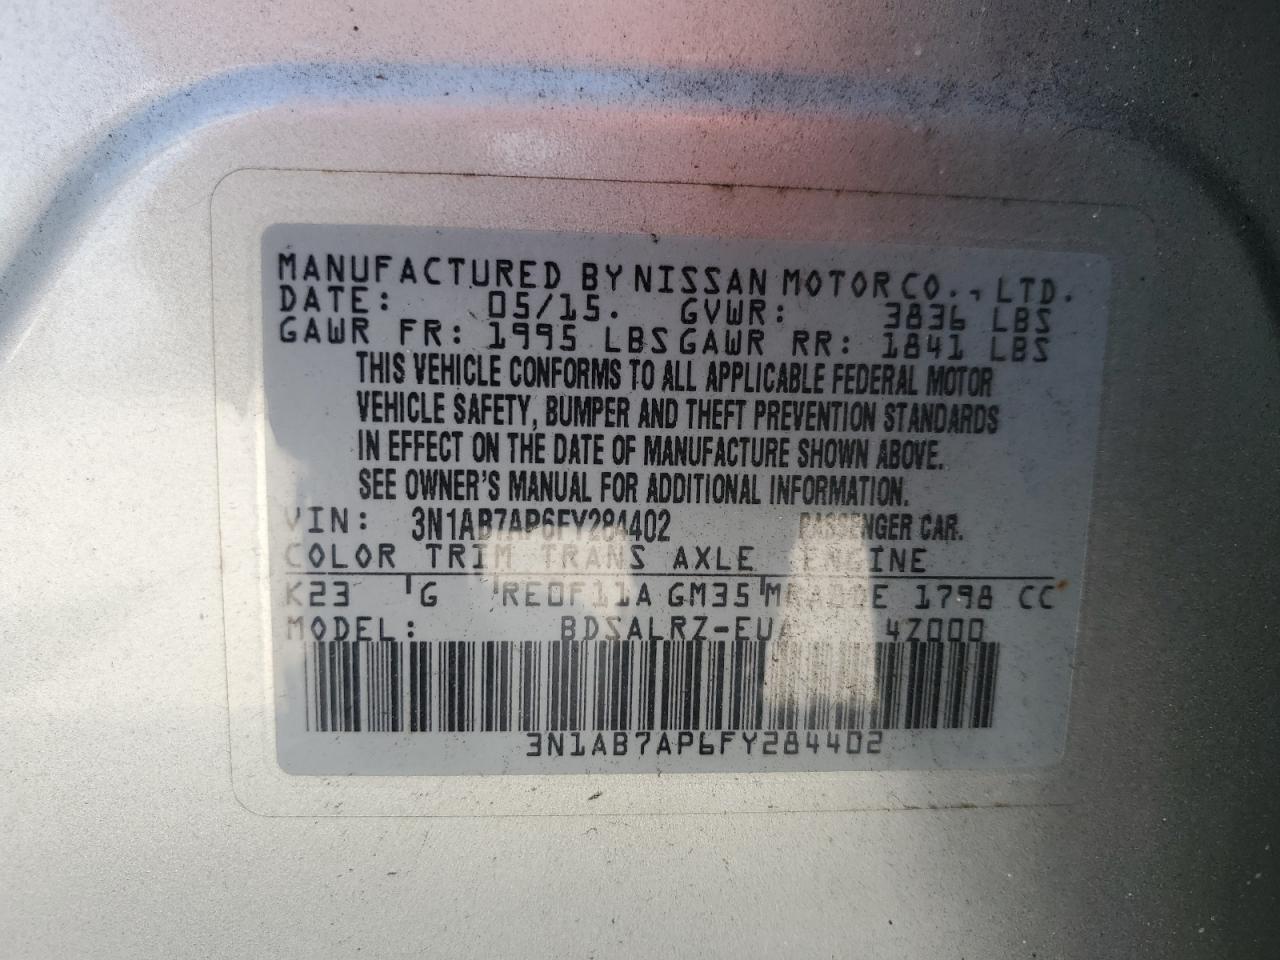 MANUFACTURED BY NISSAN MOTOR CO., LTD.
DATE: 05/15. GVWR: 3836 LBS
GAWR FR: 1995 LBS GAWR RR: 1841 LBS
THIS VEHICLE CONFORMS TO ALL APPLICABLE FEDERAL MOTOR
VEHICLE SAFETY, BUMPER AND THEFT PREVENTION STANDARDS
IN EFFECT ON THE DATE OF MANUFACTURE SHOWN ABOVE.
SEE OWNER'S MANUAL FOR ADDITIONAL INFORMATION.
VIN: 3N1AB7AP6FY284402 PASSENGER CAR.
COLOR TRIM TRANS AXLE ENGINE
K23 G RE0F11A GM35 1798 CC
MODEL: 4Z000
3N1AB7AP6FY284402